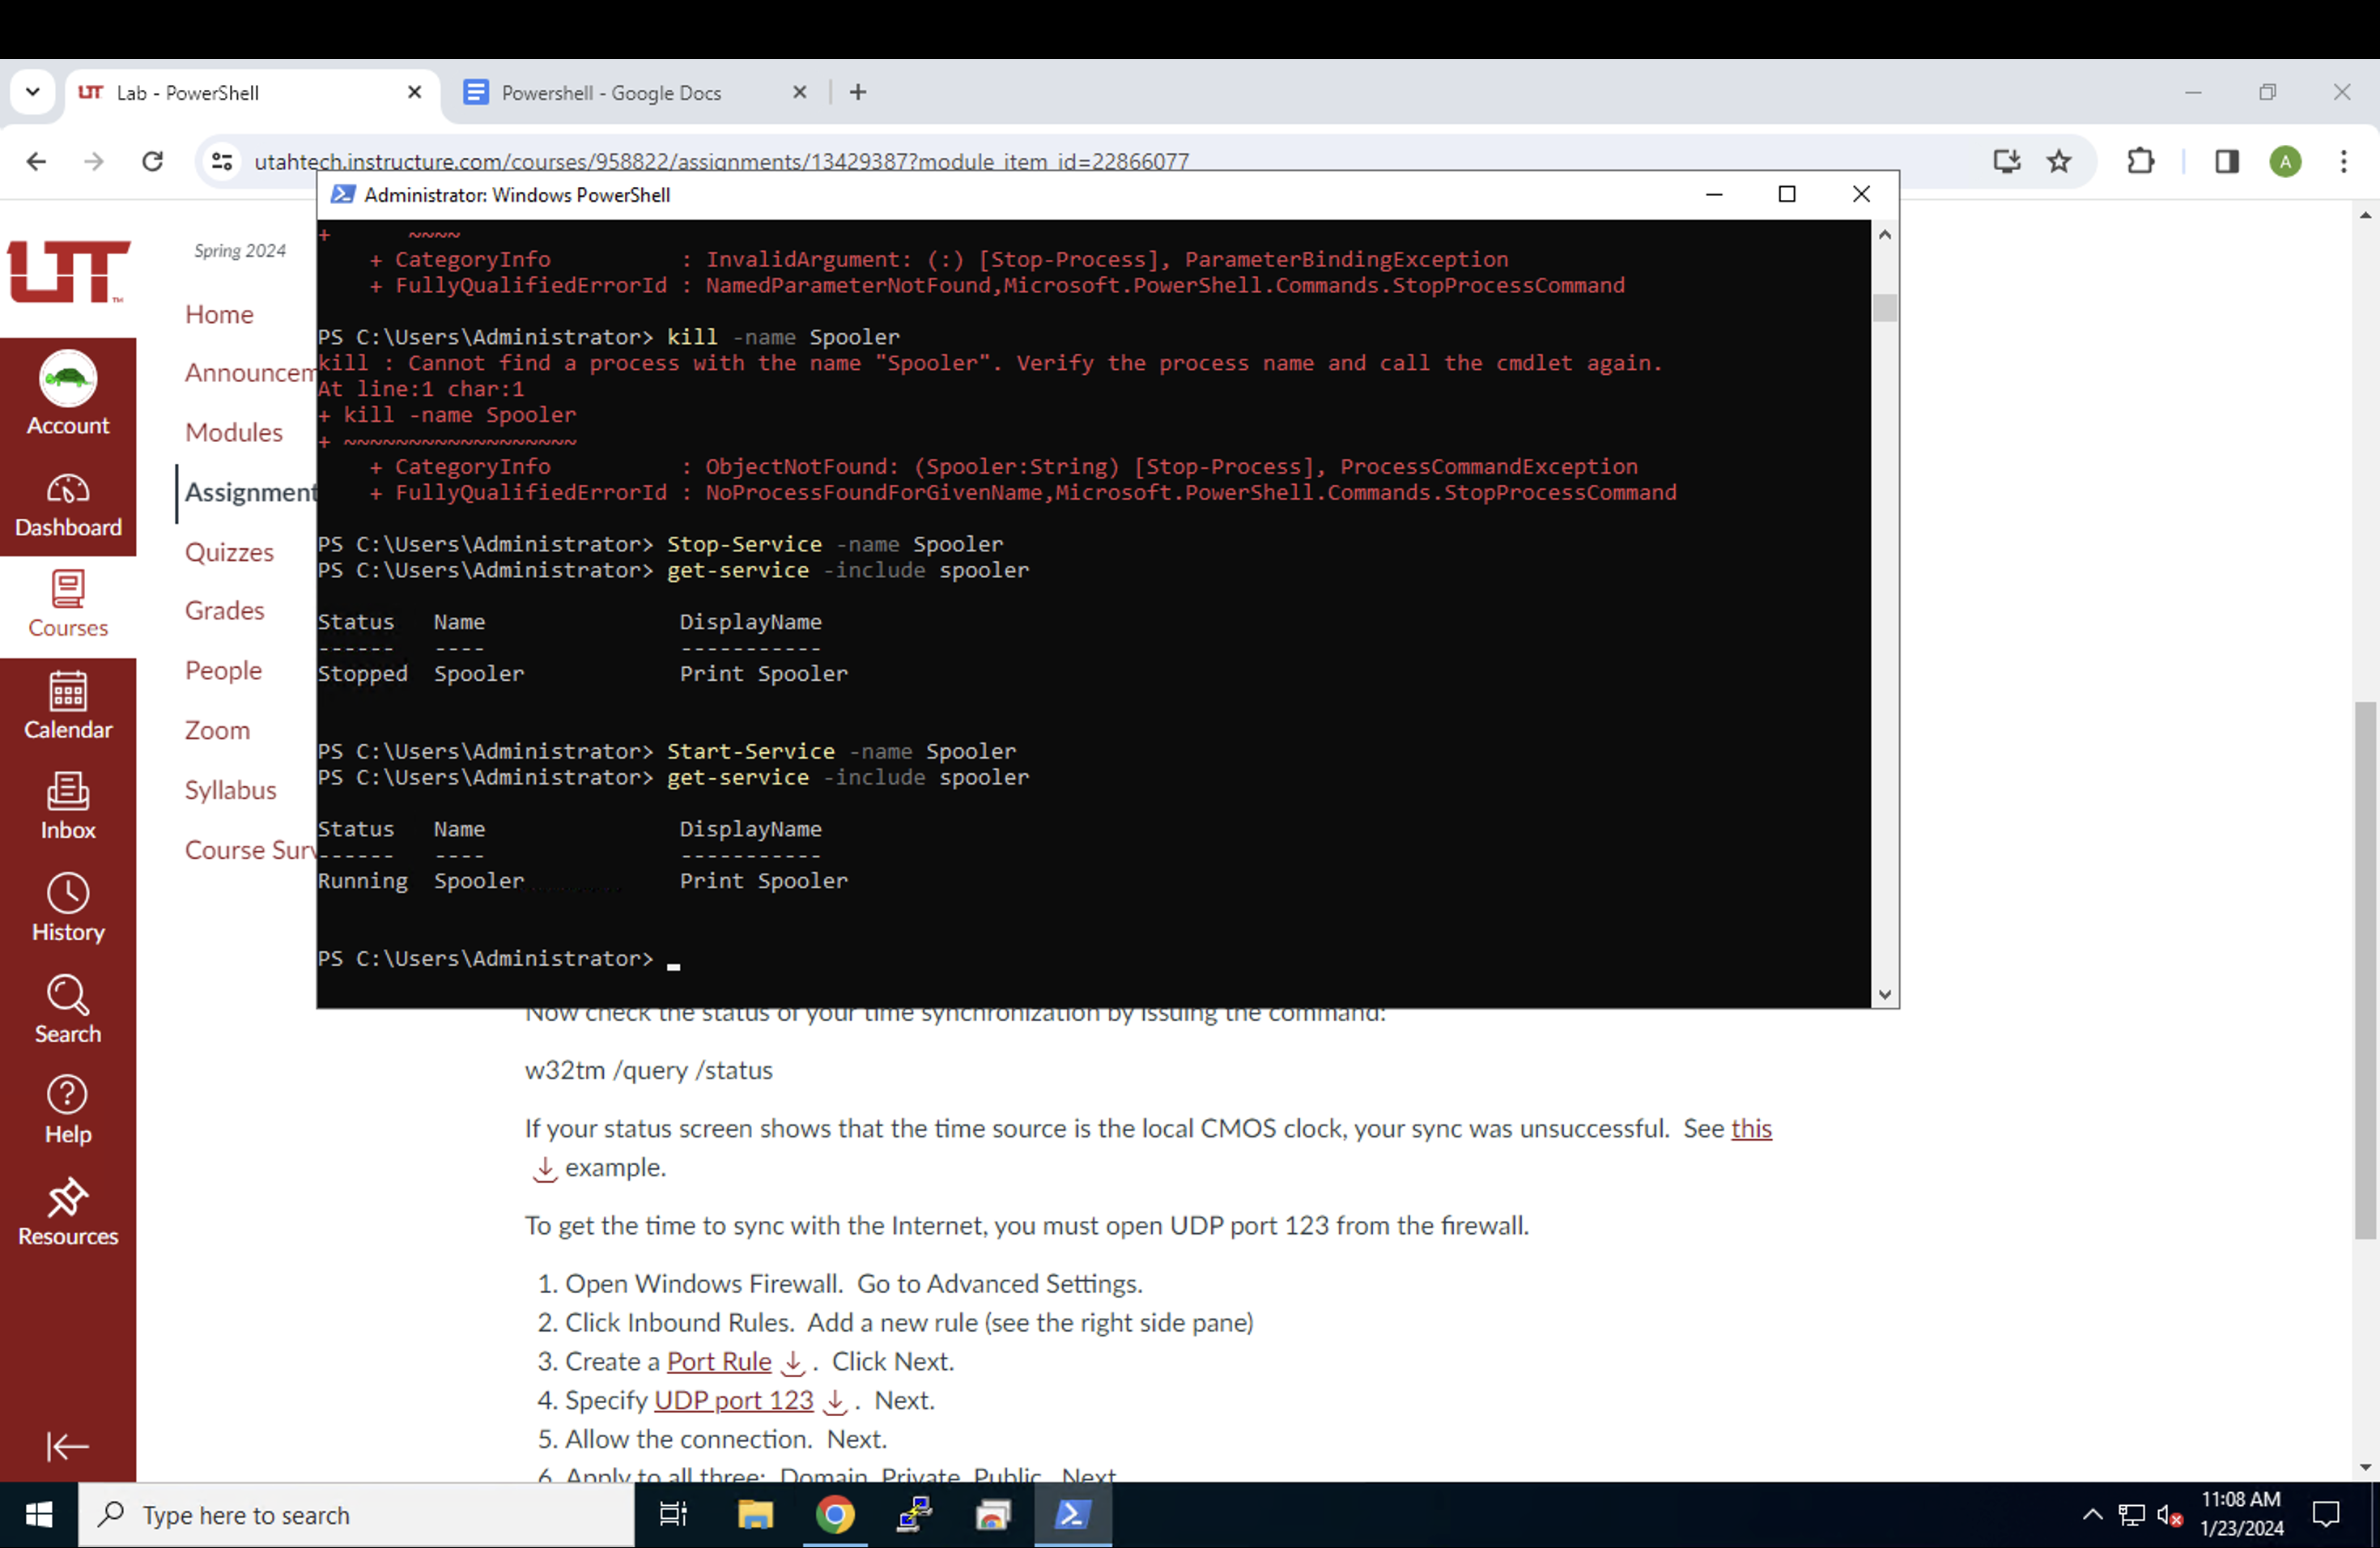 Lab - PowerShell
Powershell - Google Docs
utahtech.instructure.com/courses/958822/assignments/13429387?module_item_id=22866077
A
UT
Spring 2024
Home
Announcem
Modules
Assignment
Quizzes
Grades
People
Zoom
Syllabus
Course Surv
Account
Dashboard
Courses
Calendar
Inbox
History
Search
Help
Resources
Administrator: Windows PowerShell
+      ~~~~
    + CategoryInfo          : InvalidArgument: (:) [Stop-Process], ParameterBindingException
    + FullyQualifiedErrorId : NamedParameterNotFound,Microsoft.PowerShell.Commands.StopProcessCommand
PS C:\Users\Administrator> kill -name Spooler
kill : Cannot find a process with the name "Spooler". Verify the process name and call the cmdlet again.
At line:1 char:1
+ kill -name Spooler
+ ~~~~~~~~~~~~~~~~~~
    + CategoryInfo          : ObjectNotFound: (Spooler:String) [Stop-Process], ProcessCommandException
    + FullyQualifiedErrorId : NoProcessFoundForGivenName,Microsoft.PowerShell.Commands.StopProcessCommand
PS C:\Users\Administrator> Stop-Service -name Spooler
PS C:\Users\Administrator> get-service -include spooler
Status   Name               DisplayName
------   ----               -----------
Stopped  Spooler            Print Spooler
PS C:\Users\Administrator> Start-Service -name Spooler
PS C:\Users\Administrator> get-service -include spooler
Status   Name               DisplayName
------   ----               -----------
Running  Spooler            Print Spooler
PS C:\Users\Administrator>
Now check the status of your time synchronization by issuing the command:
w32tm /query /status
If your status screen shows that the time source is the local CMOS clock, your sync was unsuccessful. See this
example.
To get the time to sync with the Internet, you must open UDP port 123 from the firewall.
1. Open Windows Firewall. Go to Advanced Settings.
2. Click Inbound Rules. Add a new rule (see the right side pane)
3. Create a Port Rule . Click Next.
4. Specify UDP port 123 . Next.
5. Allow the connection. Next.
6. Apply to all three: Domain, Private, Public. Next
Type here to search
11:08 AM
1/23/2024